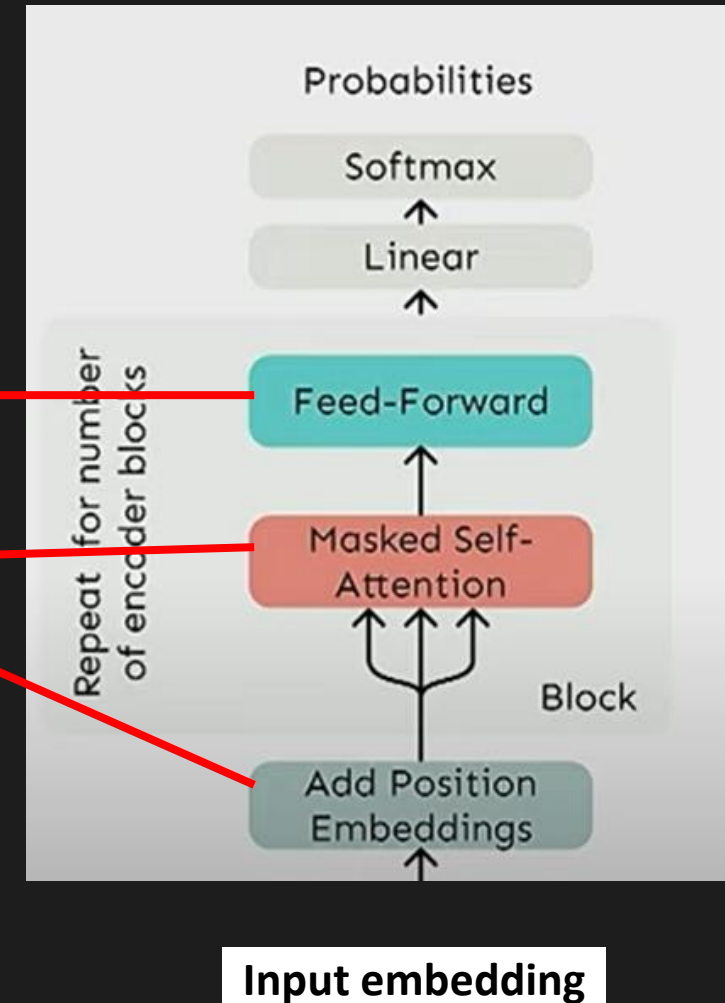 Probabilities
Softmax
Linear
Feed-Forward
Repeat for number
of encoder blocks
Masked Self-
Attention
Block
Add Position
Embeddings
Input embedding